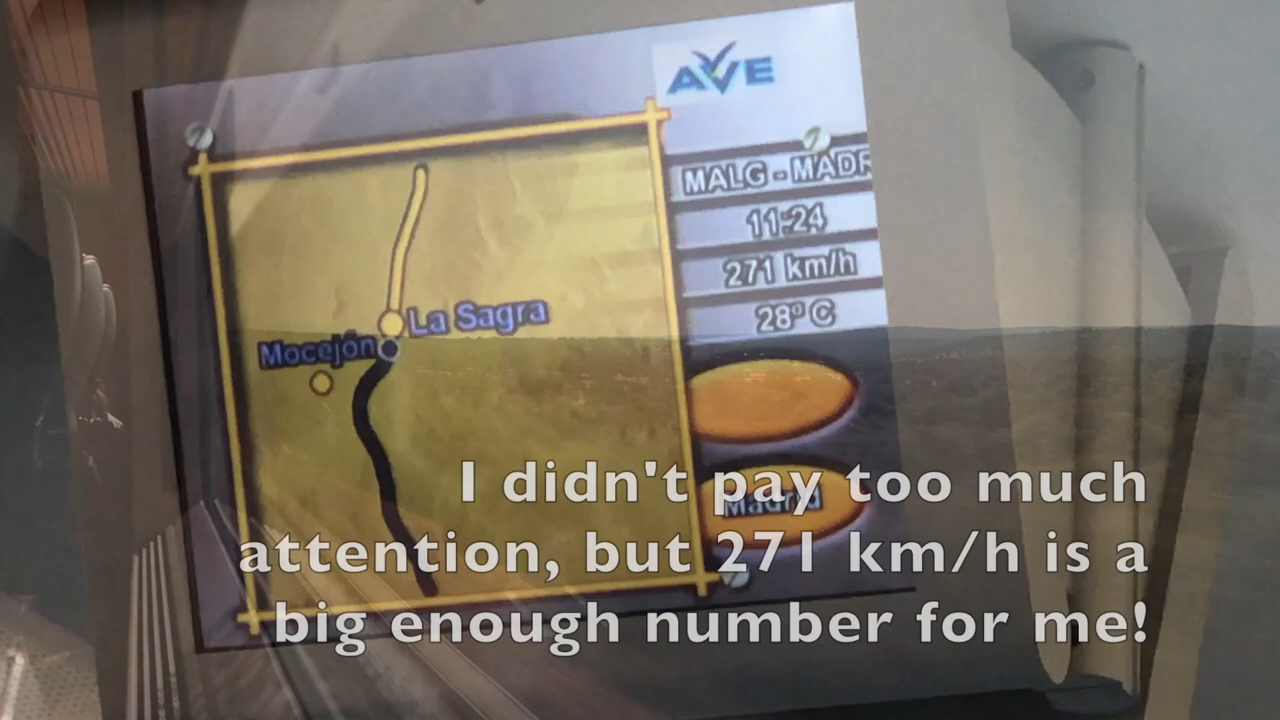 AVE
MALG - MADR
11:24
271 km/h
28º C
La Sagra
Mocejón
Madrid
I didn't pay too much
attention, but 271 km/h is a
big enough number for me!